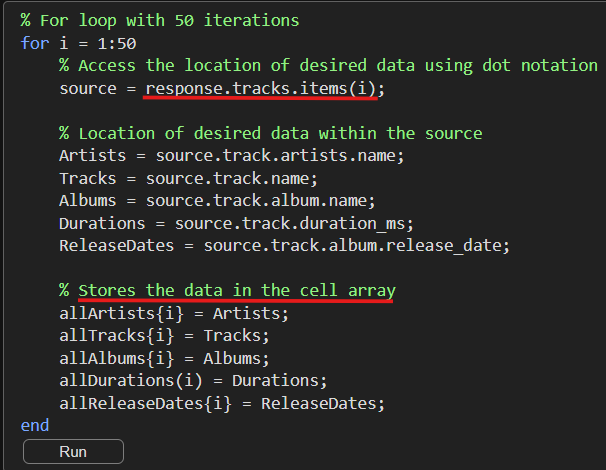 % For loop with 50 iterations
for i = 1:50
    % Access the location of desired data using dot notation
    source = response.tracks.items(i);

    % Location of desired data within the source
    Artists = source.track.artists.name;
    Tracks = source.track.name;
    Albums = source.track.album.name;
    Durations = source.track.duration_ms;
    ReleaseDates = source.track.album.release_date;

    % Stores the data in the cell array
    allArtists{i} = Artists;
    allTracks{i} = Tracks;
    allAlbums{i} = Albums;
    allDurations(i) = Durations;
    allReleaseDates{i} = ReleaseDates;
end
Run